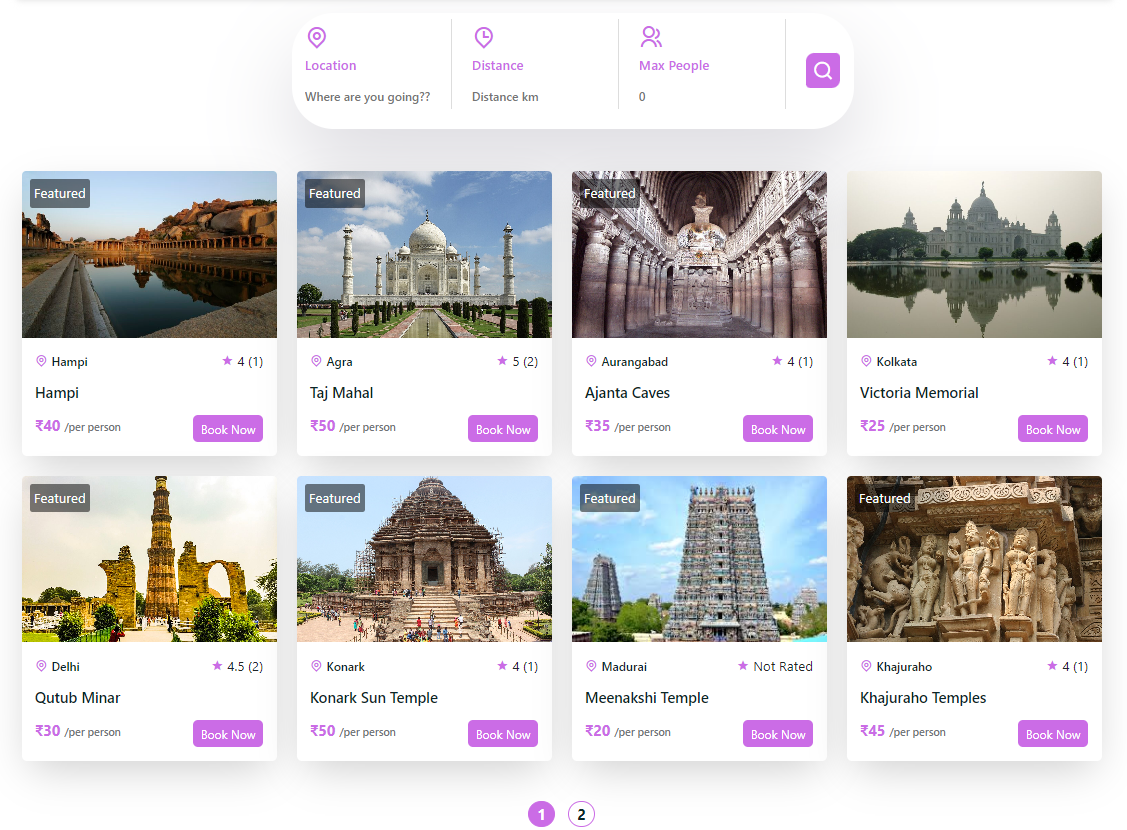 Location
Distance
Max People
Where are you going??
Distance km
0
Featured
Featured
Featured
Hampi
4 (1)
Agra
5 (2)
Aurangabad
4 (1)
Kolkata
4 (1)
Hampi
Taj Mahal
Ajanta Caves
Victoria Memorial
₹40 /per person
Book Now
₹50 /per person
Book Now
₹35 /per person
Book Now
₹25 /per person
Book Now
Featured
Featured
Featured
Featured
Delhi
4.5 (2)
Konark
4 (1)
Madurai
Not Rated
Khajuraho
4 (1)
Qutub Minar
Konark Sun Temple
Meenakshi Temple
Khajuraho Temples
₹30 /per person
Book Now
₹50 /per person
Book Now
₹20 /per person
Book Now
₹45 /per person
Book Now
1
2